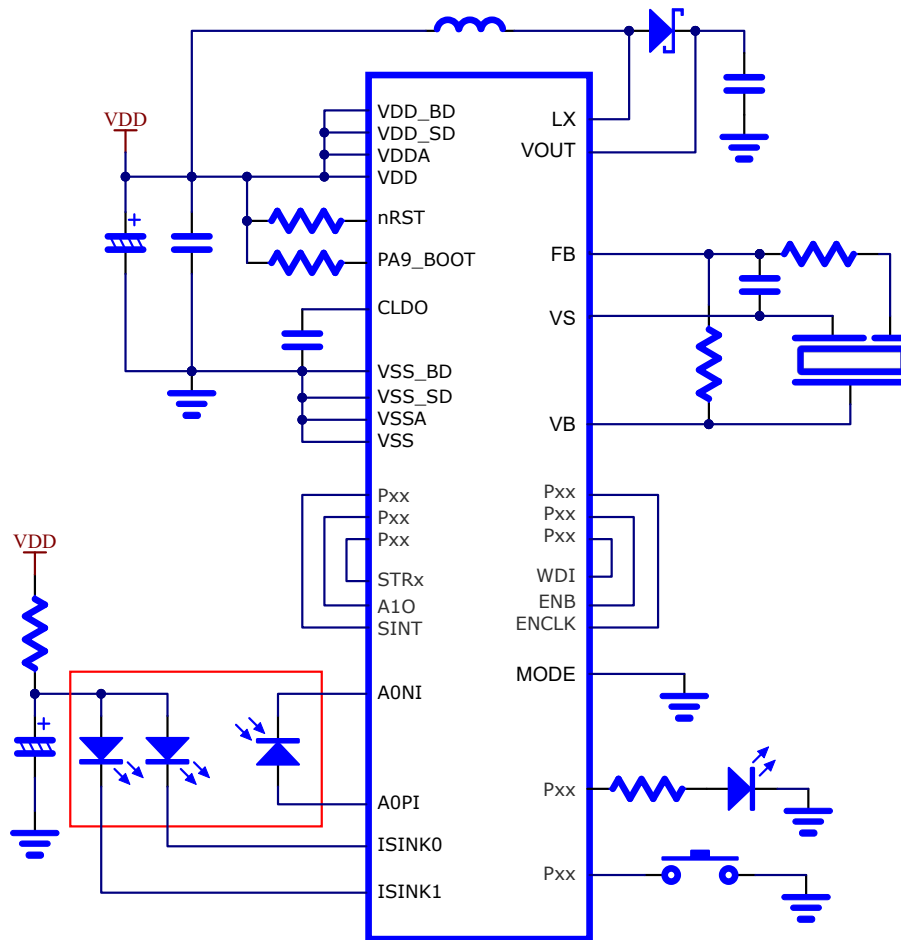 VDD
+
VDD_BD
VDD_SD
VDDA
VDD
nRST
PA9_BOOT
CLDO
VSS_BD
VSS_SD
VSSA
VSS
Pxx
Pxx
Pxx
STRx
A1O
SINT
VDD
+
A0NI
A0PI
ISINK0
ISINK1
LX
VOUT
FB
VS
VB
Pxx
Pxx
Pxx
WDI
ENB
ENCLK
MODE
Pxx
Pxx